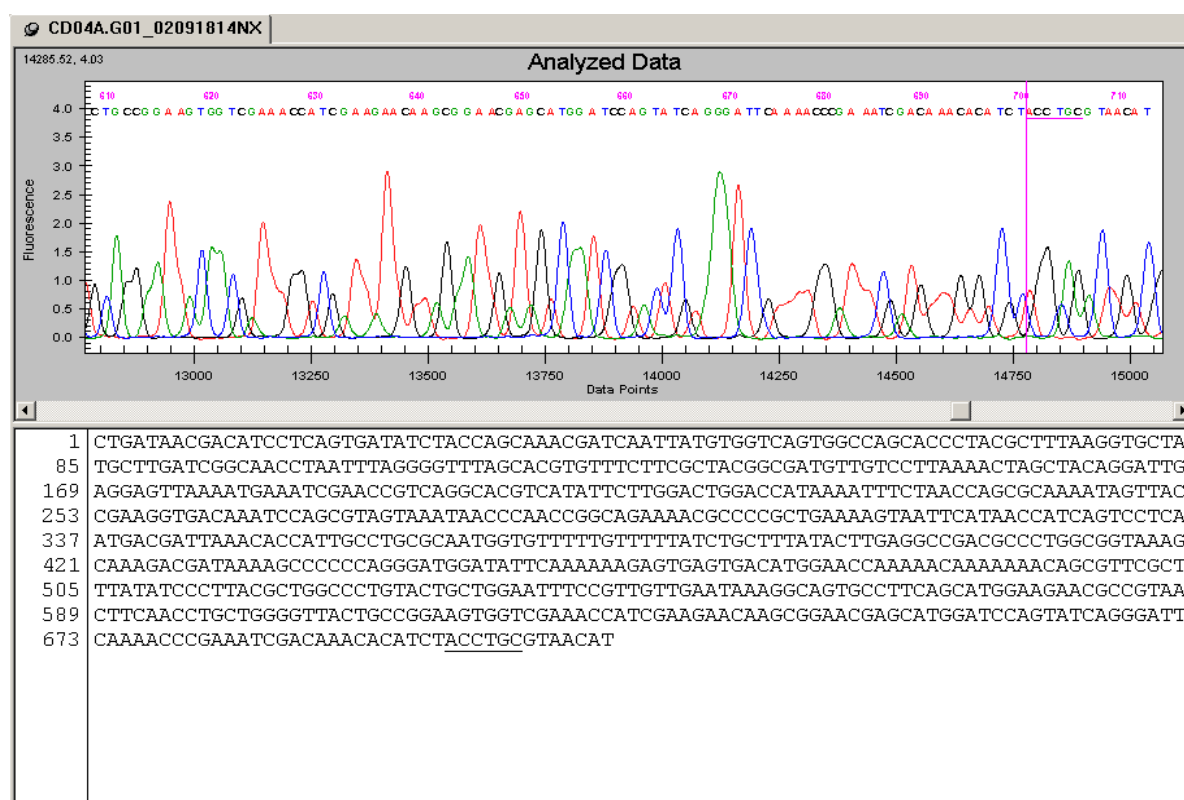 CD04A.G01_02091814NX
14285.52, 4.03
Analyzed Data
610 620 630 640 650 660 670 680 690 700 710
CTGCCGGAAGTGGTCGAAACCATCGAAGAACAAGCGGAACGAGCATGGATCCAGTATCAGGGATTCAAAACCCGAAATCGACAAACACATCTACCTGCGTAACAT
4.0
3.5
3.0
2.5
2.0
1.5
1.0
0.5
0.0
Fluorescence
13000 13250 13500 13750 14000 14250 14500 14750 15000
Data Points
1 CTGATAACGACATCCTCAGTGATATCTACCAGCAAACGATCAATTATGTGGTCAGTGGCCAGCACCCTACGCTTTAAGGTGCTA
85 TGCTTGATCGGCAACCTAATTTAGGGGTTTAGCACGTGTTTCTTCGCTACGGCGATGTTGTCCTTAAAACTAGCTACAGGATTG
169 AGGAGTTAAAATGAAATCGAACCGTCAGGCACGTCATATTCTTGGACTGGACCATAAAATTTCTAACCAGCGCAAAATAGTTAC
253 CGAAGGTGACAAATCCAGCGTAGTAAATAACCCAACCGGCAGAAAACGCCCCGCTGAAAAGTAATTCATAACCATCAGTCCTCA
337 ATGACGATTAAACACCATTGCCTGCGCAATGGTGTTTTTGTTTTTATCTGCTTTATACTTGAGGCCGACGCCCTGGCGGTAAAG
421 CAAAGACGATAAAAGCCCCCCAGGGATGGATATTCAAAAAAGAGTGAGTGACATGGAACCAAAAACAAAAAAACAGCGTTCGCT
505 TTATATCCCTTACGCTGGCCCTGTACTGCTGGAATTTCCGTTGTTGAATAAAGGCAGTGCCTTCAGCATGGAAGAACGCCGTAA
589 CTTCAACCTGCTGGGGTTACTGCCGGAAGTGGTCGAAACCATCGAAGAACAAGCGGAACGAGCATGGATCCAGTATCAGGGATT
673 CAAAACCCGAAATCGACAAACACATCTACCTGCGTAACAT